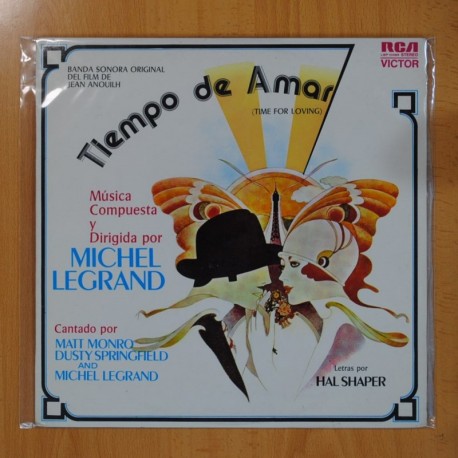 BANDA SONORA ORIGINAL
DEL FILM DE
JEAN ANOUILH
RCA
VICTOR
Tiempo de Amar
(TIME FOR LOVING)
Música
Compuesta
y
Dirigida por
MICHEL
LEGRAND
Cantado por
MATT MONRO,
DUSTY SPRINGFIELD
AND
MICHEL LEGRAND
Letras por
HAL SHAPER